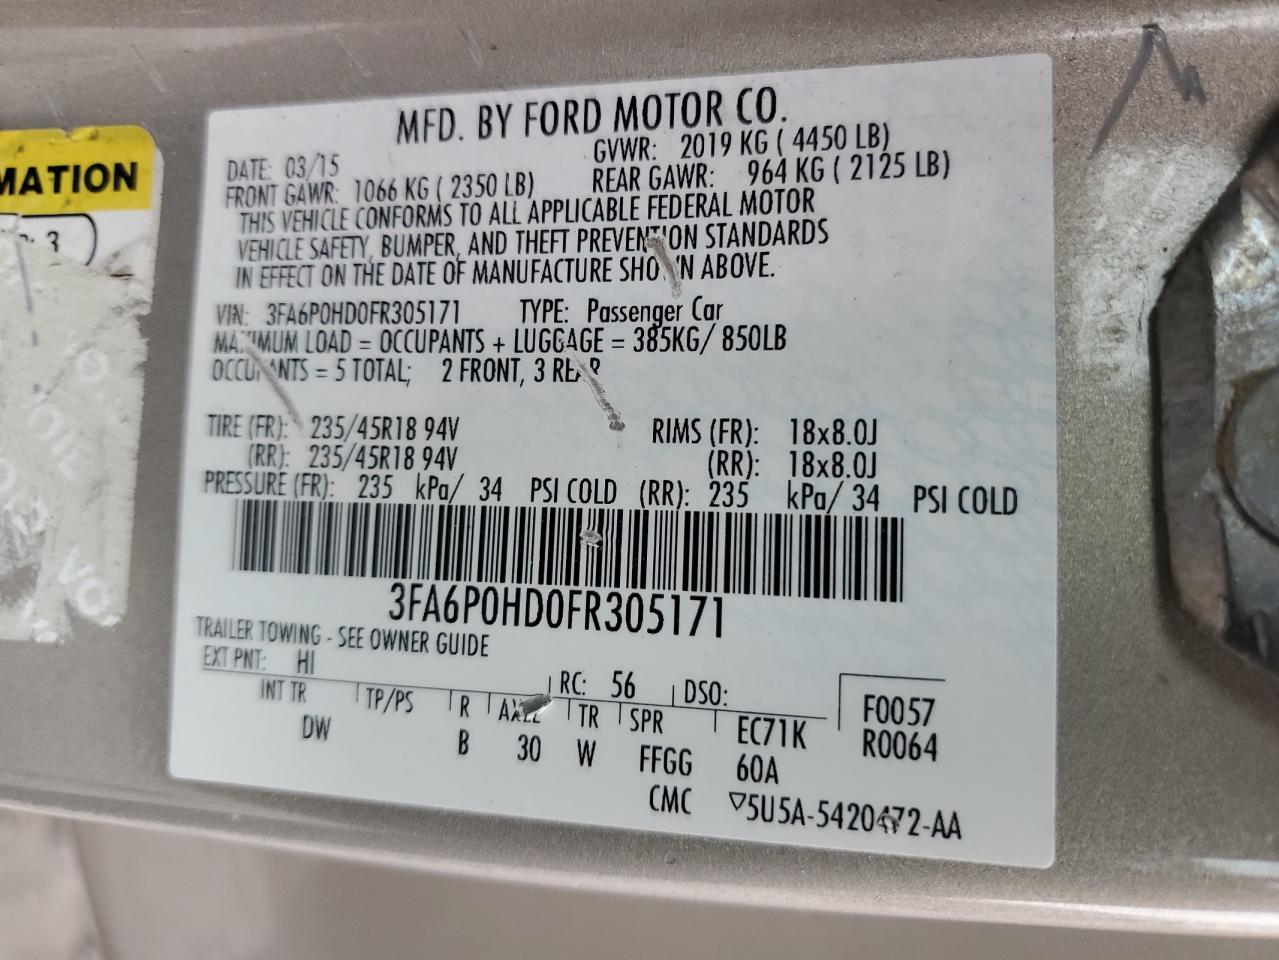 MFD. BY FORD MOTOR CO.
DATE: 03/15 GVWR: 2019 KG ( 4450 LB)
FRONT GAWR: 1066 KG ( 2350 LB) REAR GAWR: 964 KG ( 2125 LB)
THIS VEHICLE CONFORMS TO ALL APPLICABLE FEDERAL MOTOR
VEHICLE SAFETY, BUMPER, AND THEFT PREVENTION STANDARDS
IN EFFECT ON THE DATE OF MANUFACTURE SHOWN ABOVE.
VIN: 3FA6P0HD0FR305171 TYPE: Passenger Car
MAXIMUM LOAD = OCCUPANTS + LUGGAGE = 385KG/ 850LB
OCCUPANTS = 5 TOTAL; 2 FRONT, 3 REAR
TIRE (FR): 235/45R18 94V RIMS (FR): 18x8.0J
(RR): 235/45R18 94V (RR): 18x8.0J
PRESSURE (FR): 235 kPa/ 34 PSI COLD (RR): 235 kPa/ 34 PSI COLD
3FA6P0HD0FR305171
TRAILER TOWING - SEE OWNER GUIDE
EXT PNT: HI RC: 56 DSO: F0057
INT TR TP/PS R AXLE TR SPR EC71K R0064
DW B 30 W FFGG 60A
CMC ▽5U5A-5420472-AA
MATION
3